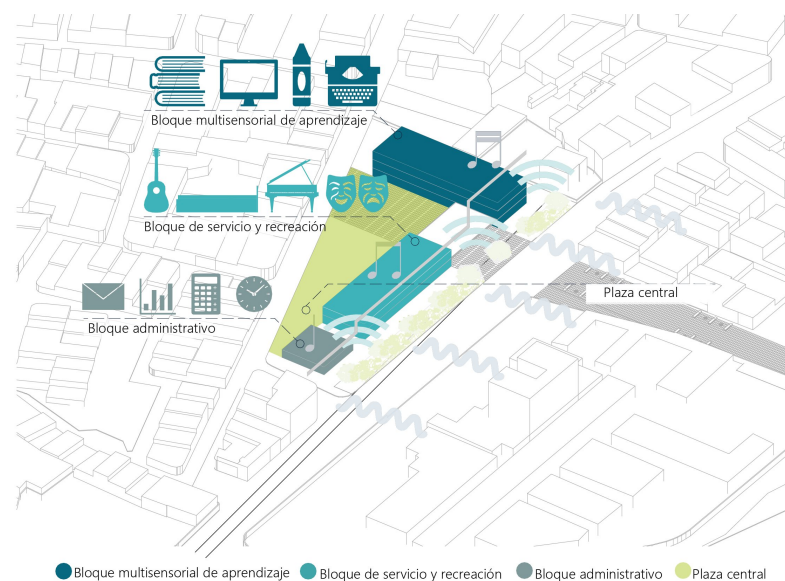 Bloque multisensorial de aprendizaje
Bloque de servicio y recreación
Plaza central
Bloque administrativo
Bloque multisensorial de aprendizaje
Bloque de servicio y recreación
Bloque administrativo
Plaza central